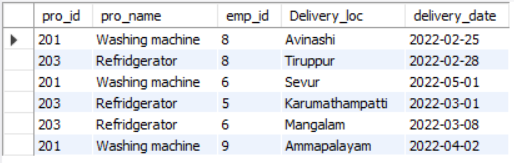 pro_id pro_name emp_id Delivery_loc delivery_date
201 Washing machine 8 Avinashi 2022-02-25
203 Refridgerator 8 Tiruppur 2022-02-28
201 Washing machine 6 Sevur 2022-05-01
203 Refridgerator 5 Karumathampatti 2022-03-01
203 Refridgerator 6 Mangalam 2022-03-08
201 Washing machine 9 Ammapalayam 2022-04-02